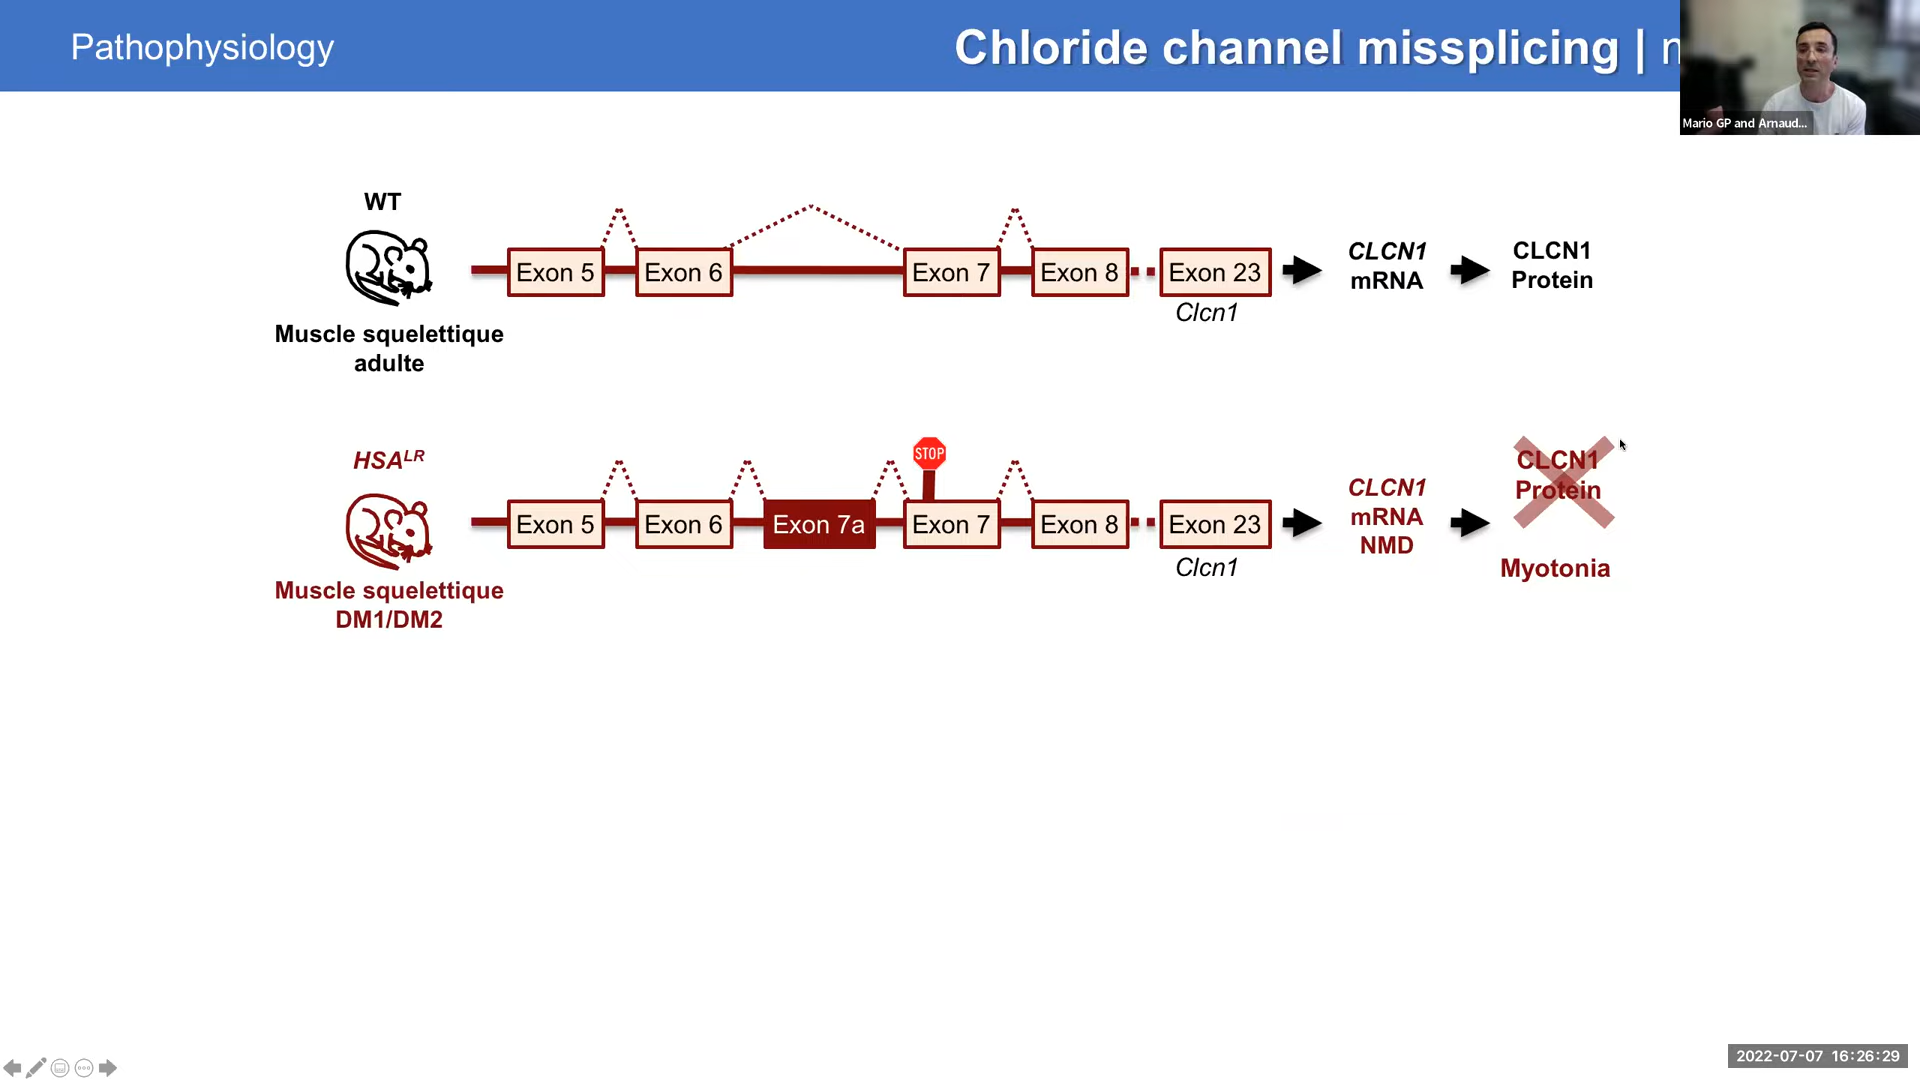 Pathophysiology
Chloride channel missplicing |
Mario GP and Arnaud...
WT
Exon 5
Exon 6
Exon 7
Exon 8
Exon 23
CLCN1
mRNA
CLCN1
Protein
Clcn1
Muscle squelettique
adulte
HSALR
STOP
Exon 5
Exon 6
Exon 7a
Exon 7
Exon 8
Exon 23
CLCN1
mRNA
NMD
CLCN1
Protein
Clcn1
Myotonia
Muscle squelettique
DM1/DM2
2022-07-07 16:26:29